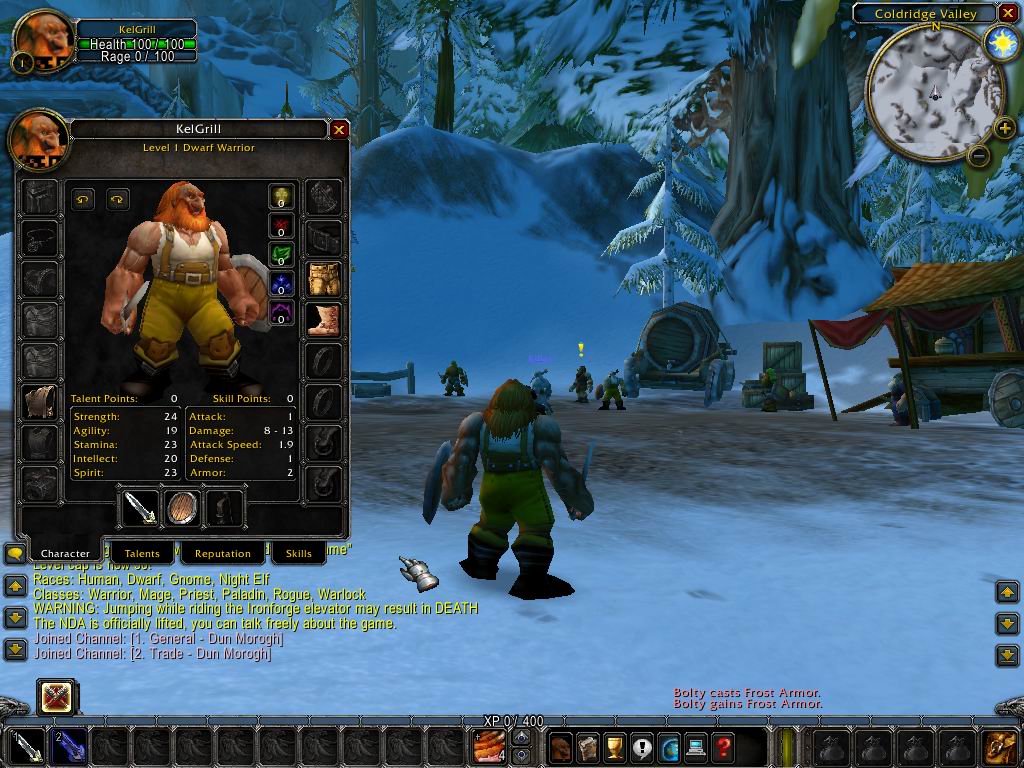 KelGrill
Health 100 / 100
Rage 0 / 100
1
Coldridge Valley
N
KelGrill
Level 1 Dwarf Warrior
0
0
0
0
0
Talent Points: 0 Skill Points: 0
Strength: 24
Agility: 19
Stamina: 23
Intellect: 20
Spirit: 23
Attack: 1
Damage: 8 - 13
Attack Speed: 1.9
Defense: 1
Armor: 2
Character Talents Reputation Skills
Level cap is now
Races: Human, Dwarf, Gnome, Night Elf
Classes: Warrior, Mage, Priest, Paladin, Rogue, Warlock
WARNING: Jumping while riding the Ironforge elevator may result in DEATH
The NDA is officially lifted, you can talk freely about the game.
Joined Channel: [1. General - Dun Morogh]
Joined Channel: [2. Trade - Dun Morogh]
Bolty casts Frost Armor.
Bolty gains Frost Armor.
XP 0 / 400
2
4